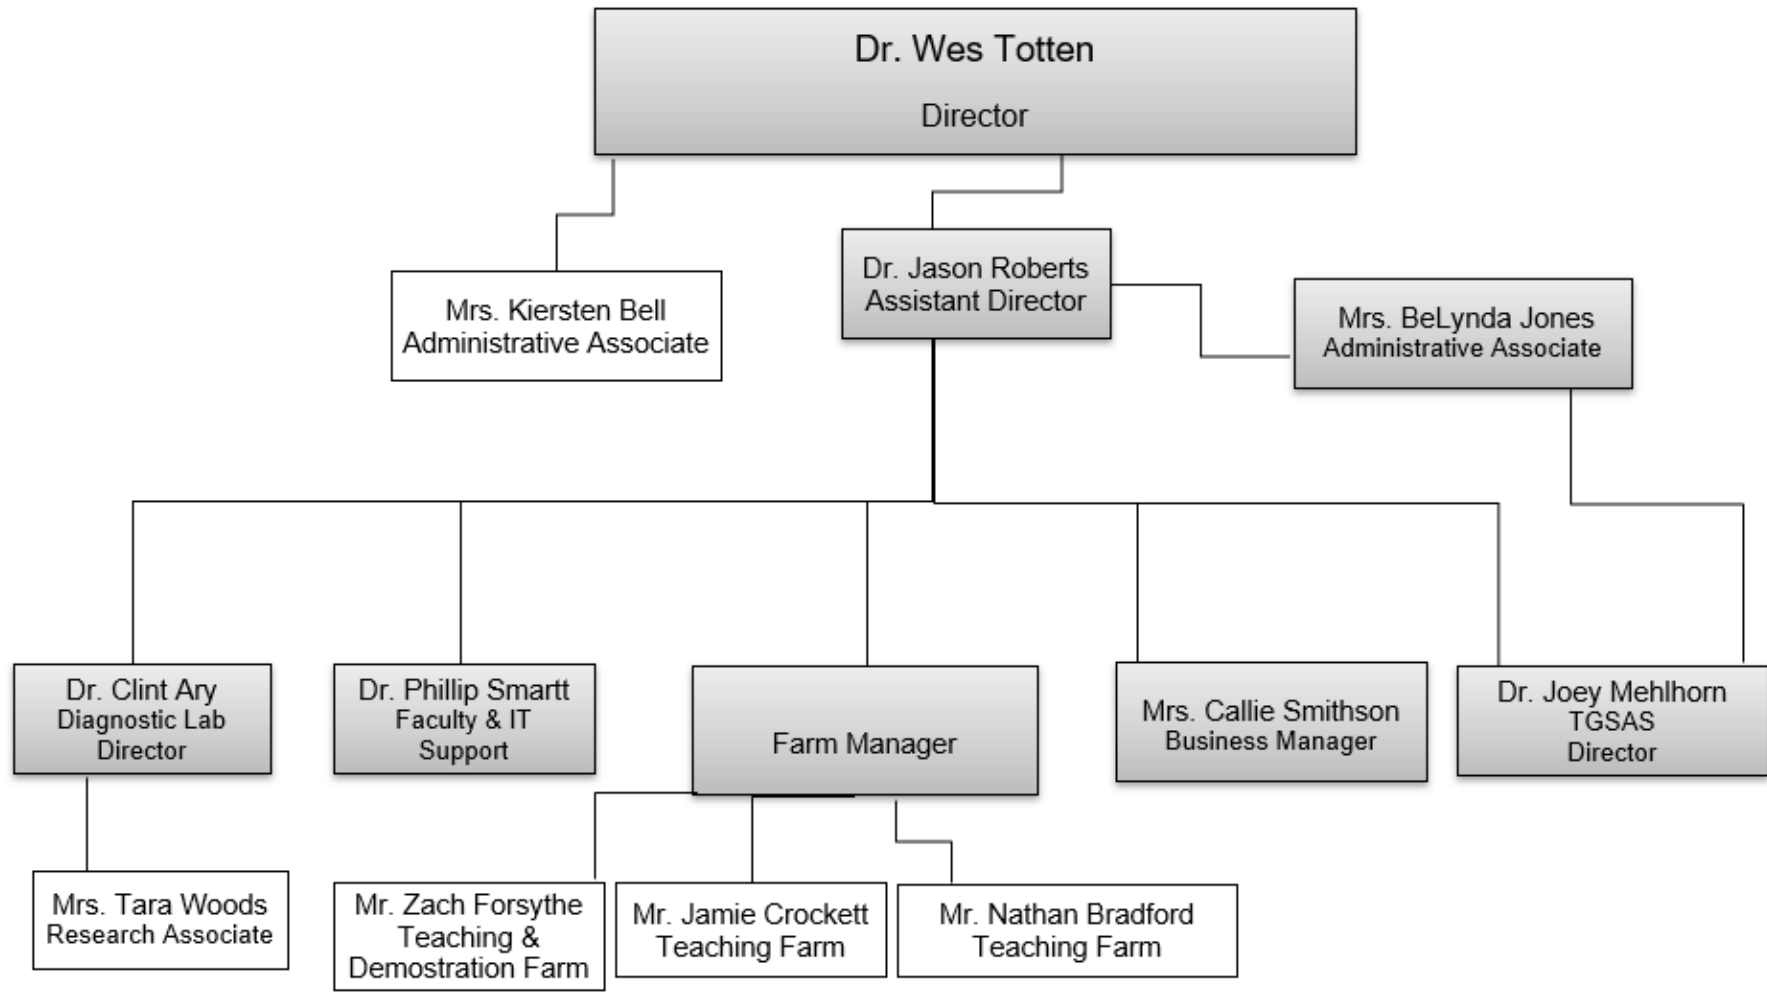 Dr. Wes Totten
Director
Mrs. Kiersten Bell
Administrative Associate
Dr. Jason Roberts
Assistant Director
Mrs. BeLynda Jones
Administrative Associate
Dr. Clint Ary
Diagnostic Lab
Director
Dr. Phillip Smartt
Faculty & IT
Support
Farm Manager
Mrs. Callie Smithson
Business Manager
Dr. Joey Mehlhorn
TGSAS
Director
Mrs. Tara Woods
Research Associate
Mr. Zach Forsythe
Teaching &
Demostration Farm
Mr. Jamie Crockett
Teaching Farm
Mr. Nathan Bradford
Teaching Farm